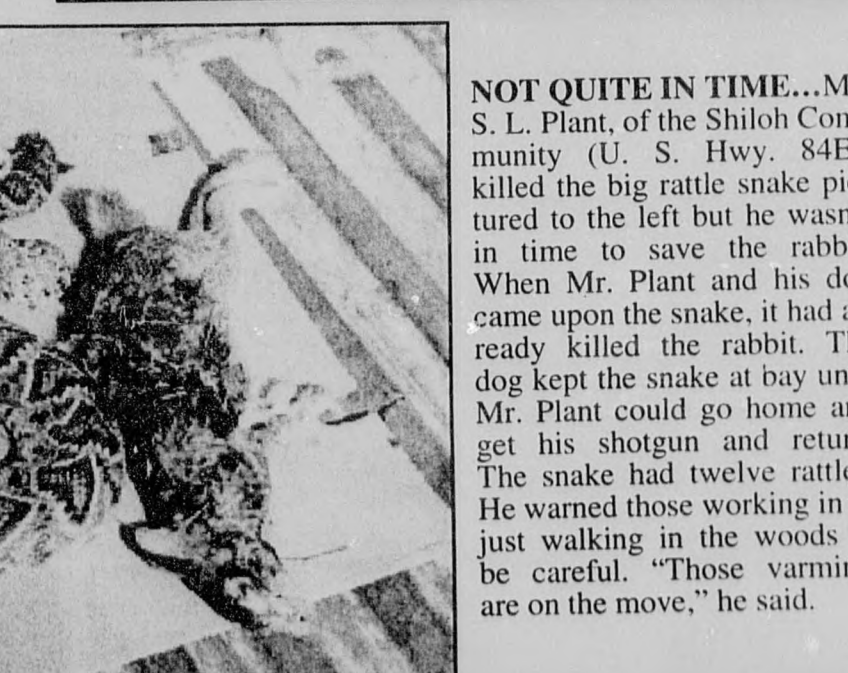 NOT QUITE IN TIME...M
S. L. Plant, of the Shiloh Com
munity (U. S. Hwy. 84E
killed the big rattle snake pic
tured to the left but he wasn
in time to save the rabb
When Mr. Plant and his do
came upon the snake, it had a
ready killed the rabbit. Th
dog kept the snake at bay un
Mr. Plant could go home an
get his shotgun and retur
The snake had twelve rattle
He warned those working in
just walking in the woods
be careful. “Those varmin
are on the move,” he said.